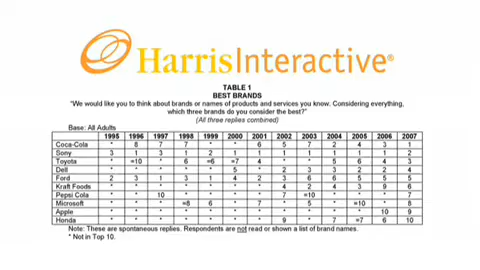 HarrisInteractive®
TABLE 1
BEST BRANDS
"We would like you to think about brands or names of products and services you know. Considering everything,
which three brands do you consider the best?"
(All three replies combined)
Base: All Adults
1995 1996 1997 1998 1999 2000 2001 2002 2003 2004 2005 2006 2007
Coca-Cola * 8 7 7 * * 6 5 7 2 4 3 1
Sony 3 1 3 1 2 1 1 1 1 1 1 1 2
Toyota * =10 * 6 =6 =7 4 * * 5 6 4 3
Dell * * * * * 5 * 2 3 3 2 2 4
Ford 2 3 1 3 1 4 2 3 6 6 5 5 5
Kraft Foods * * * * * * * 4 2 4 3 9 6
Pepsi Cola * * 10 * * * * 7 =10 * * * 7
Microsoft * * * =8 6 * 7 * 5 * =10 * 8
Apple * * * * * * * * * * * 10 9
Honda * * * * * * * 9 * 7 =7 6 10
Note: These are spontaneous replies. Respondents are not read or shown a list of brand names.
* Not in Top 10.